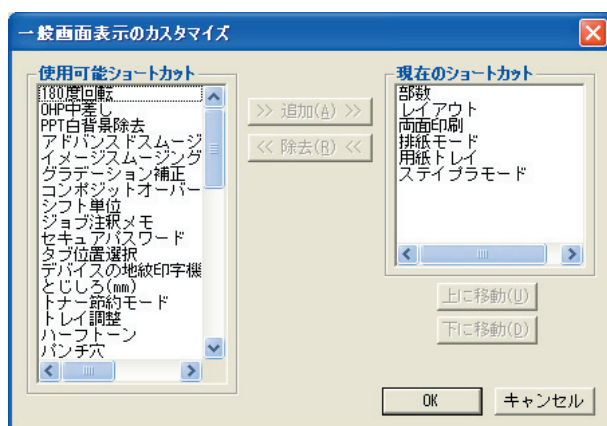 一般画面表示のカスタマイズ
使用可能ショートカット
180度回転
OHP中差し
PPT白背景除去
アドバンスドスムージ
イメージスムージング
グラデーション補正
コンポジットオーバー
シフト単位
ジョブ注釈メモ
セキュアパスワード
タブ位置選択
デバイスの地紋印字機
とじしろ(mm)
トナー節約モード
トレイ調整
ハーフトーン
パンチ穴
>> 追加(A) >>
<< 除去(R) <<
現在のショートカット
部数
レイアウト
両面印刷
排紙モード
用紙トレイ
ステイプラモード
上に移動(U)
下に移動(D)
OK
キャンセル